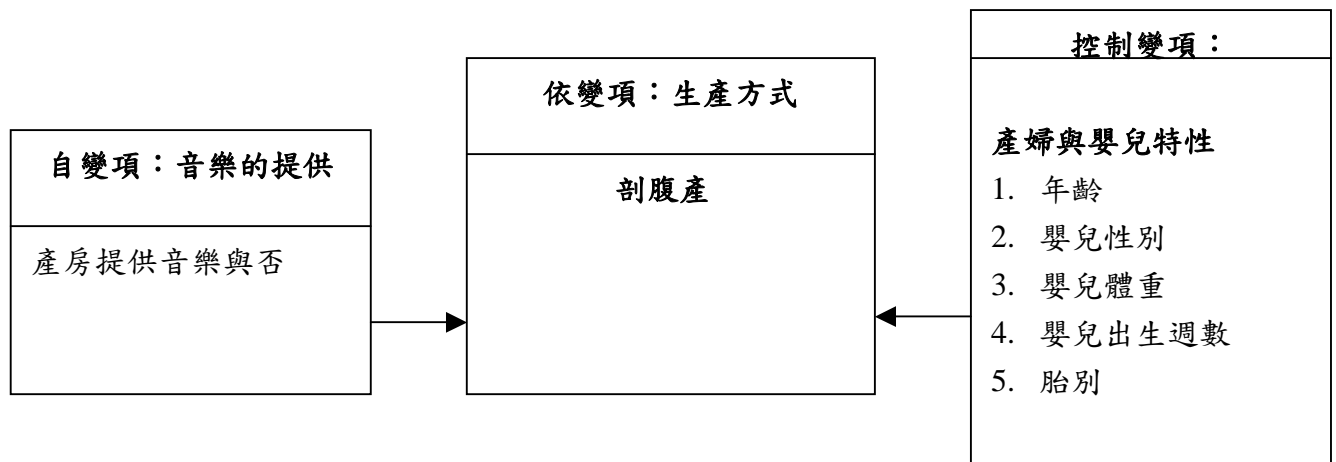 自變項：音樂的提供
產房提供音樂與否
依變項：生產方式
剖腹產
控制變項：
產婦與嬰兒特性
1. 年齡
2. 嬰兒性別
3. 嬰兒體重
4. 嬰兒出生週數
5. 胎別